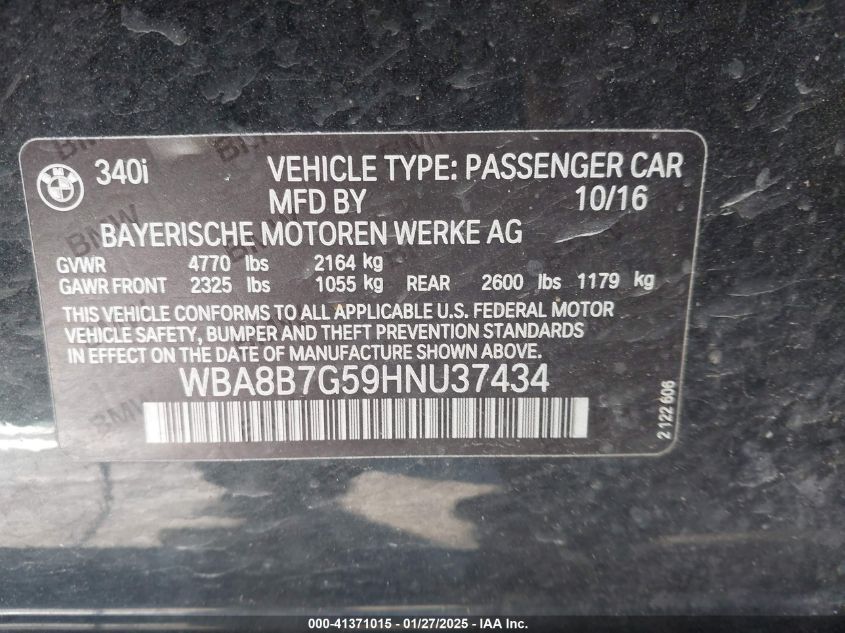 340i VEHICLE TYPE: PASSENGER CAR
MFD BY 10/16
BAYERISCHE MOTOREN WERKE AG
GVWR 4770 lbs 2164 kg
GAWR FRONT 2325 lbs 1055 kg REAR 2600 lbs 1179 kg
THIS VEHICLE CONFORMS TO ALL APPLICABLE U.S. FEDERAL MOTOR
VEHICLE SAFETY, BUMPER AND THEFT PREVENTION STANDARDS
IN EFFECT ON THE DATE OF MANUFACTURE SHOWN ABOVE.
WBA8B7G59HNU37434
2 122 606
000-41371015 / 01/27/2025 - IAA Inc.